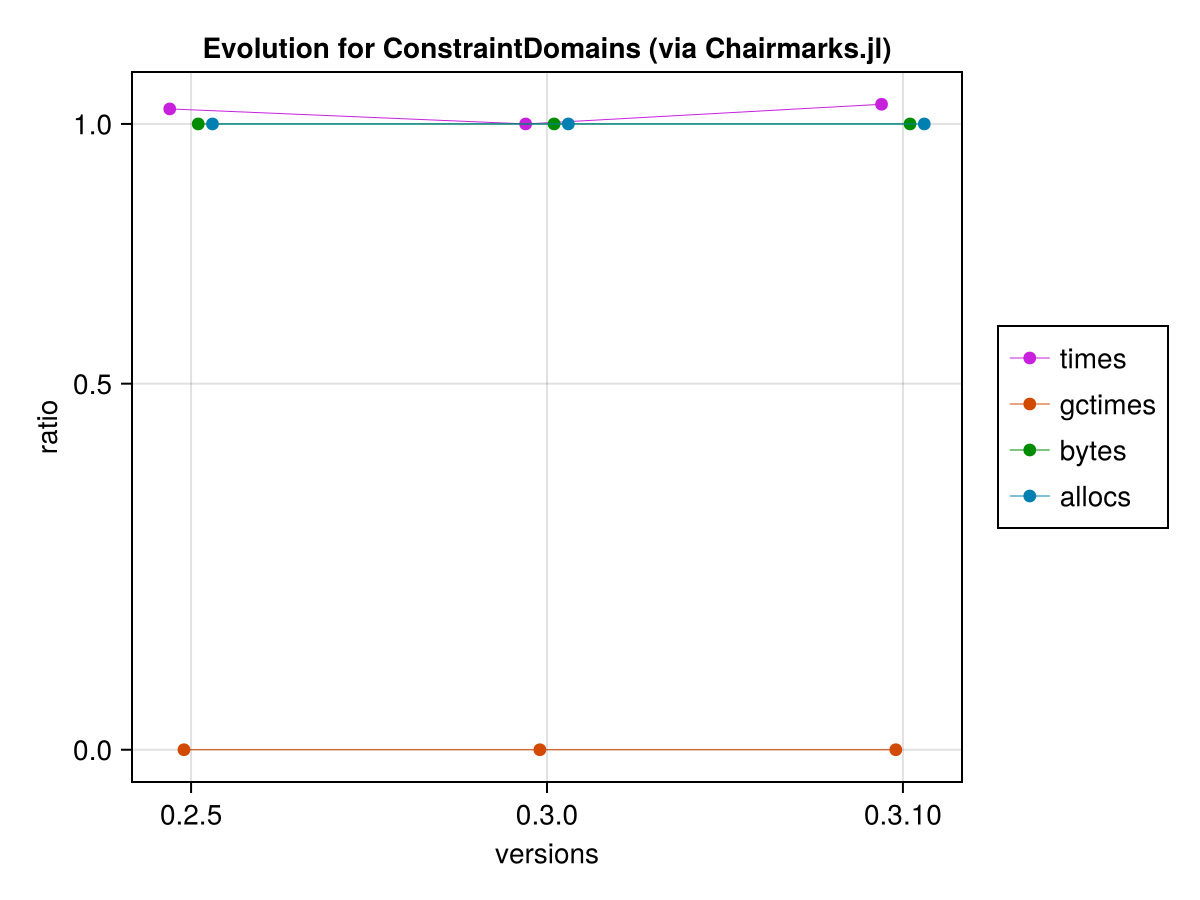 Evolution for ConstraintDomains (via Chairmarks.jl)
1.0
0.5
0.0
ratio
0.2.5
0.3.0
0.3.10
versions
times
gctimes
bytes
allocs